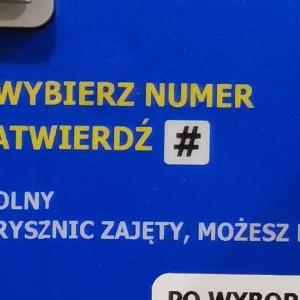 WYBIERZ NUMER
ATWIERDŹ #
OLNY
RYSZNIC ZAJĘTY, MOŻESZ
PO WYBOR